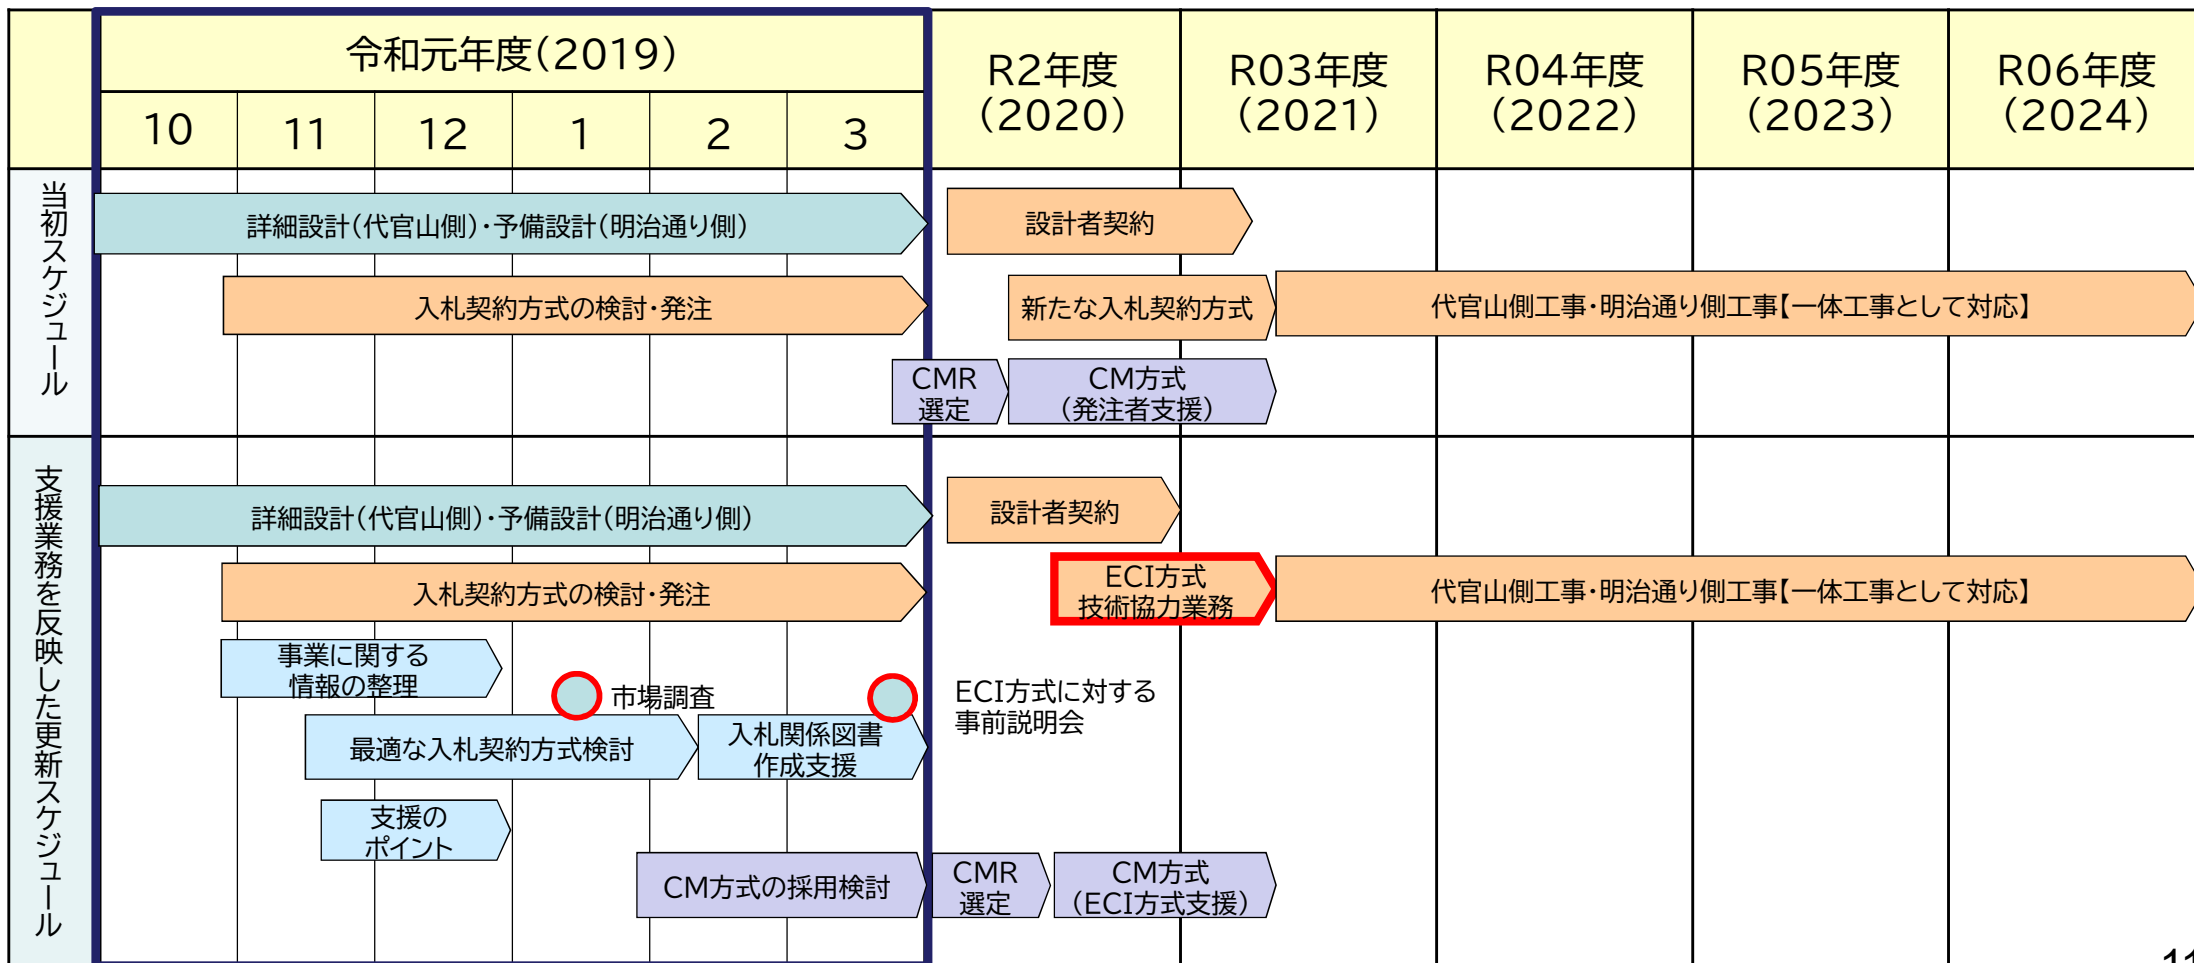 令和元年度(2019)
10
11
12
1
2
3
R2年度
(2020)
R03年度
(2021)
R04年度
(2022)
R05年度
(2023)
R06年度
(2024)
当初スケジュール
詳細設計(代官山側)・予備設計(明治通り側)
設計者契約
入札契約方式の検討・発注
新たな入札契約方式
代官山側工事・明治通り側工事【一体工事として対応】
CMR
選定
CM方式
(発注者支援)
支援業務を反映した更新スケジュール
詳細設計(代官山側)・予備設計(明治通り側)
設計者契約
入札契約方式の検討・発注
ECI方式
技術協力業務
代官山側工事・明治通り側工事【一体工事として対応】
事業に関する
情報の整理
市場調査
ECI方式に対する
事前説明会
最適な入札契約方式検討
入札関係図書
作成支援
支援の
ポイント
CM方式の採用検討
CMR
選定
CM方式
(ECI方式支援)
11